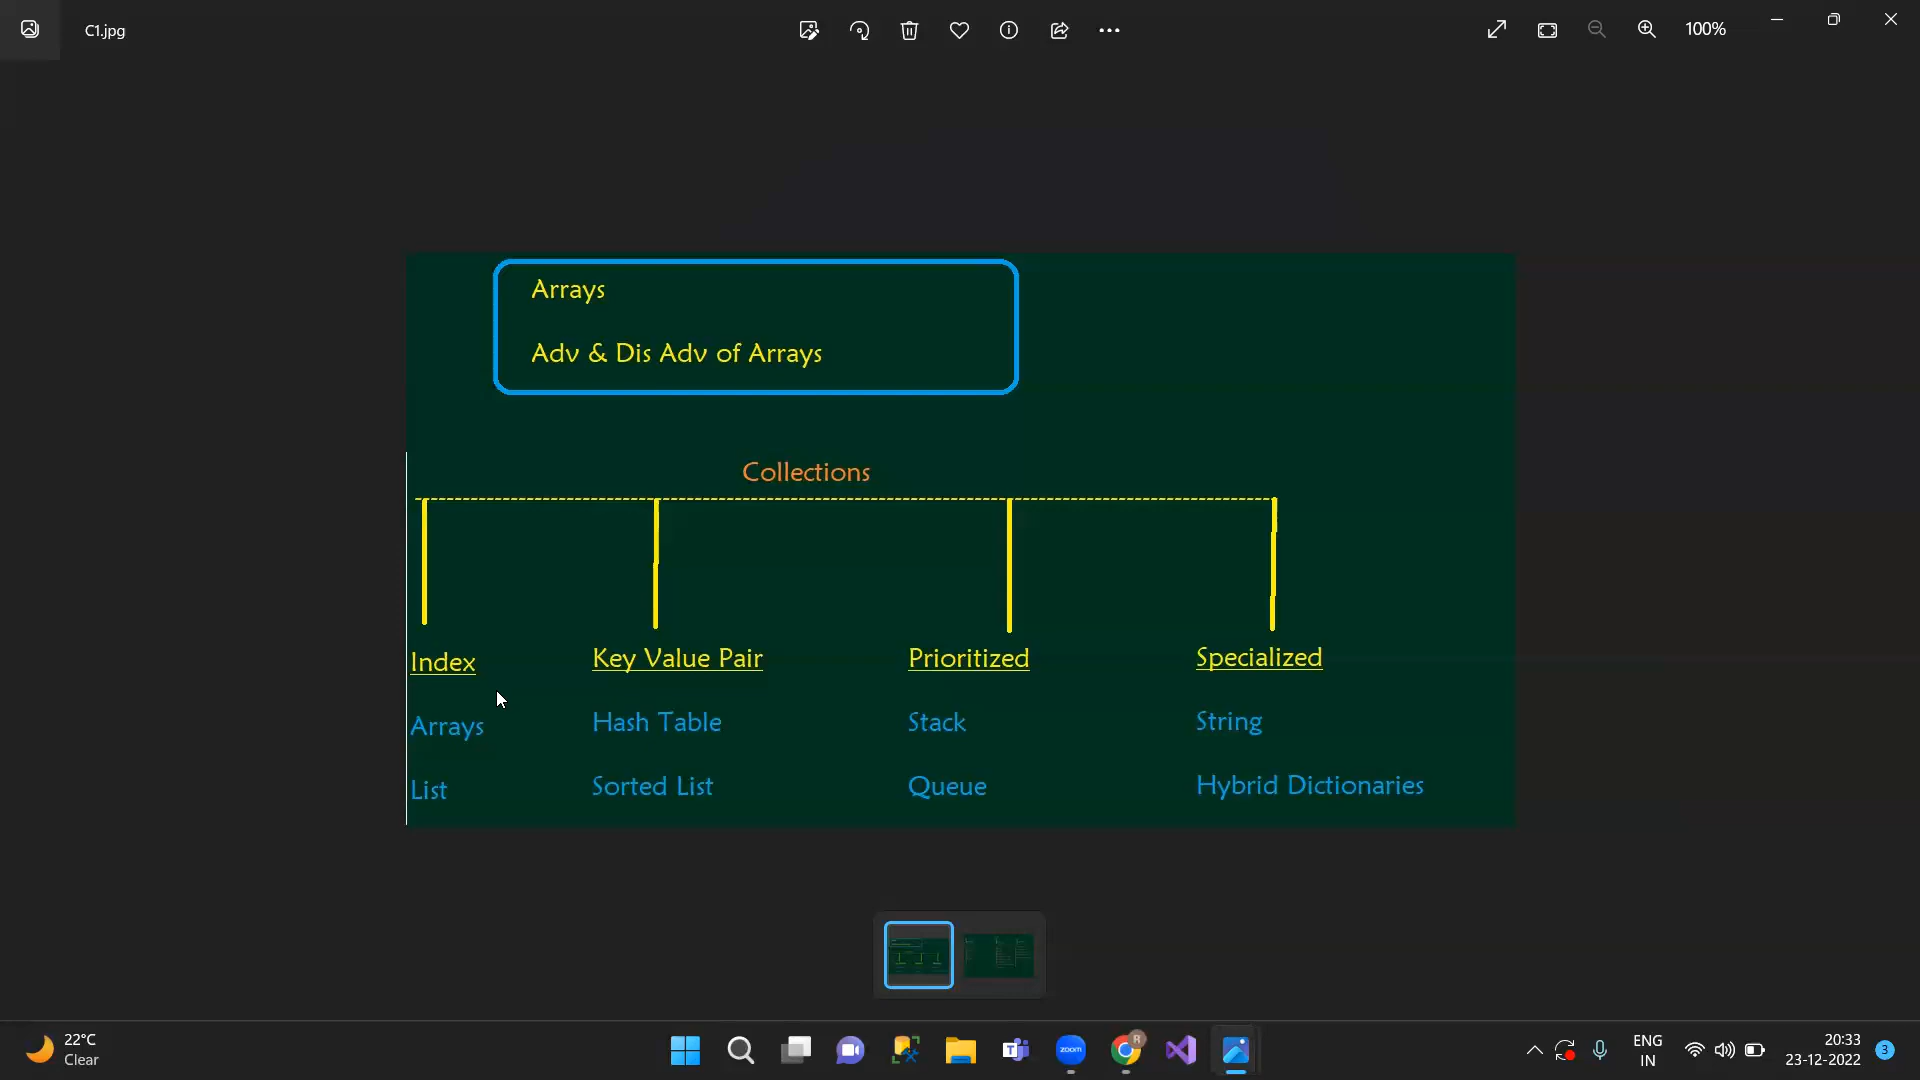 C1.jpg
100%
Arrays
Adv & Dis Adv of Arrays
Collections
Index
Key Value Pair
Prioritized
Specialized
Arrays
Hash Table
Stack
String
List
Sorted List
Queue
Hybrid Dictionaries
22°C
Clear
zoom
R
ENG
IN
20:33
23-12-2022
3